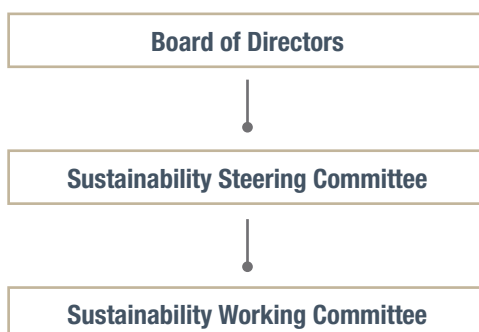 Board of Directors
Sustainability Steering Committee
Sustainability Working Committee